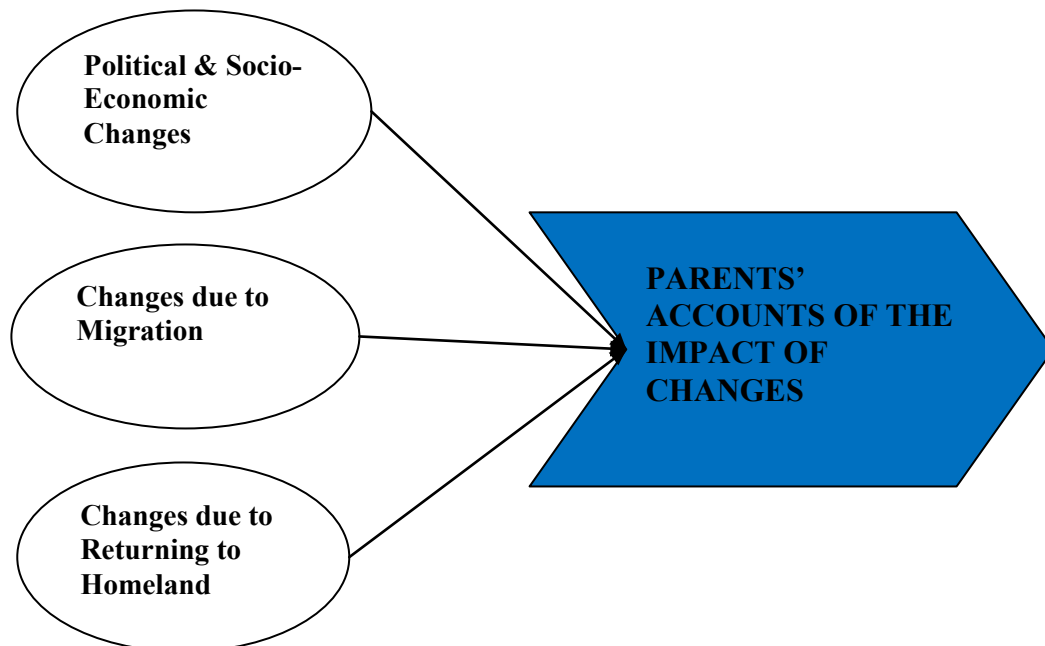 Political & Socio-
Economic
Changes
Changes due to
Migration
Changes due to
Returning to
Homeland
PARENTS’
ACCOUNTS OF THE
IMPACT OF
CHANGES